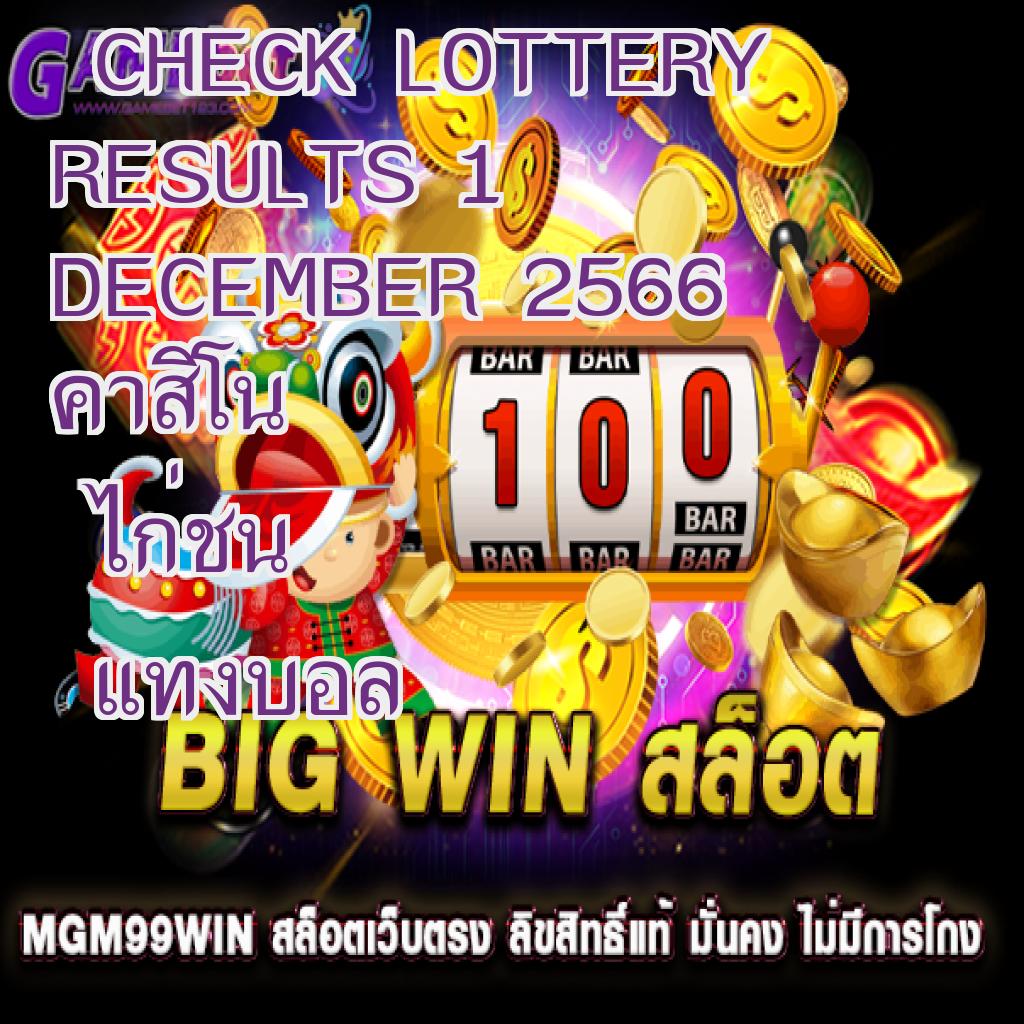 CHECK LOTTERY
RESULTS 1
DECEMBER 2566
คาสิโน
ไก่ชน
แทงบอล
BAR BAR
1 0 0
BAR
BAR BAR BAR
BIG WIN สล็อต
MGM99WIN สล็อตเว็บตรง ลิขสิทธิ์แท้ มั่นคง ไม่มีการโกง